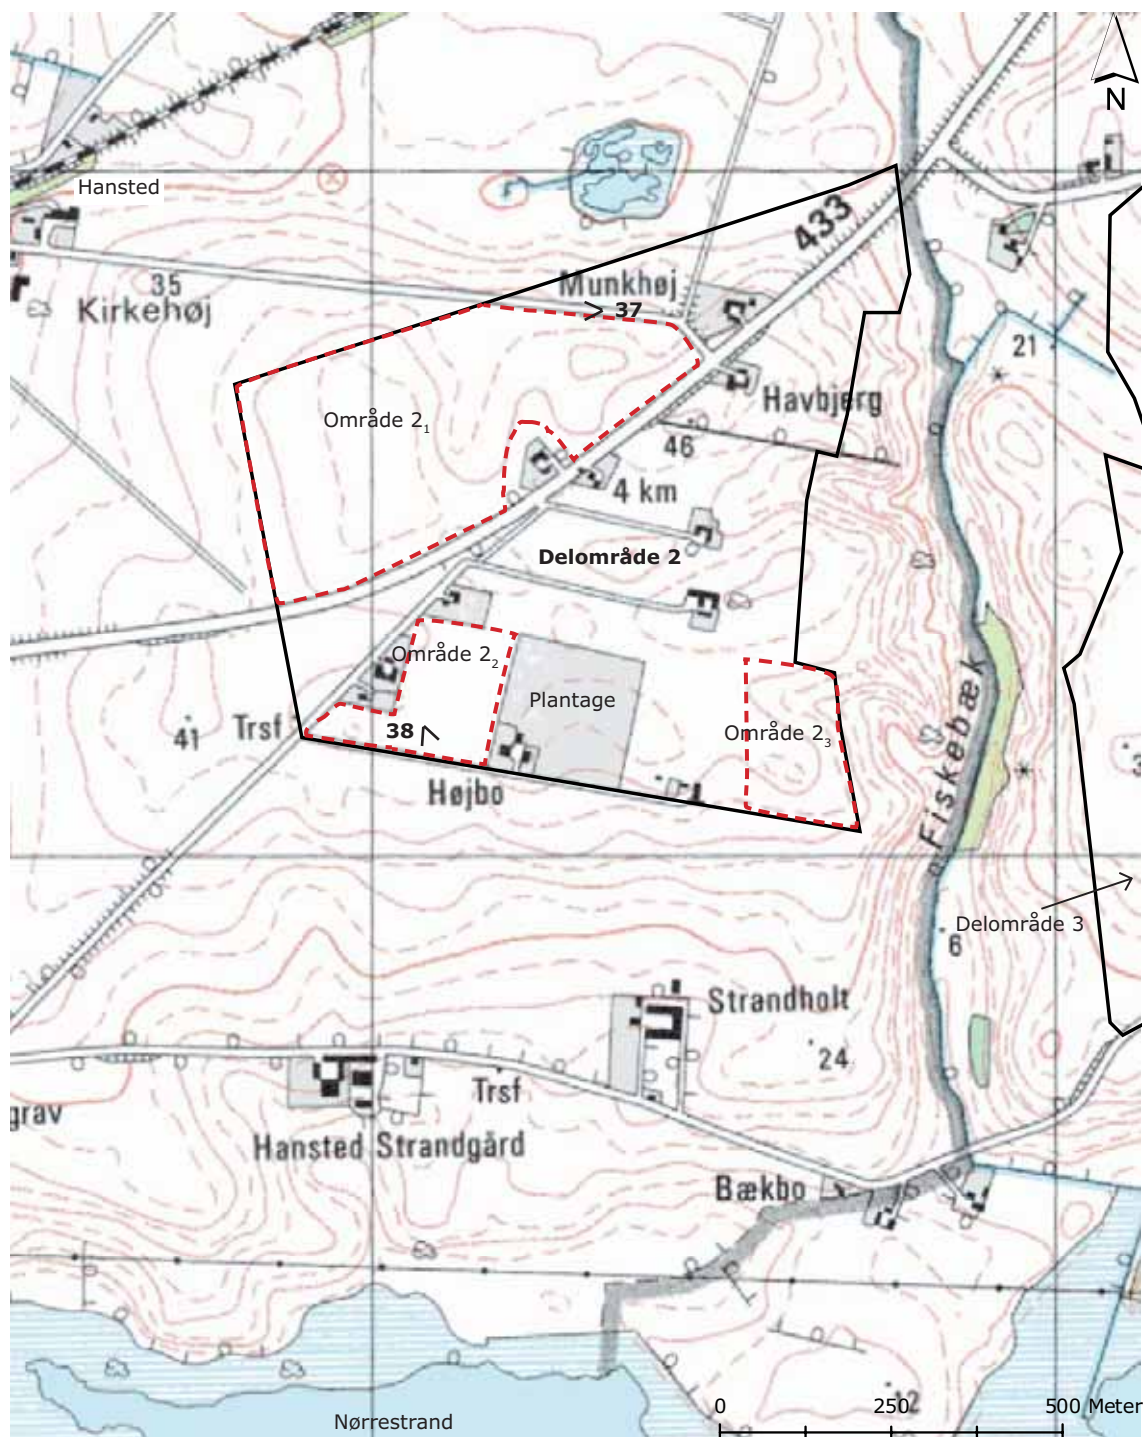 N
Hansted
433
35
Kirkehøj
Munkhøj
37
21
Havbjerg
Område 2₁
46
4 km
Delområde 2
Område 2₂
Plantage
Område 2₃
41
Trsf
38
Højbo
Fiskebæk
3
Delområde 3
6
Strandholt
24
Trsf
grav
Hansted Strandgård
Bækbo
12
Nørrestrand
0 250 500 Meter